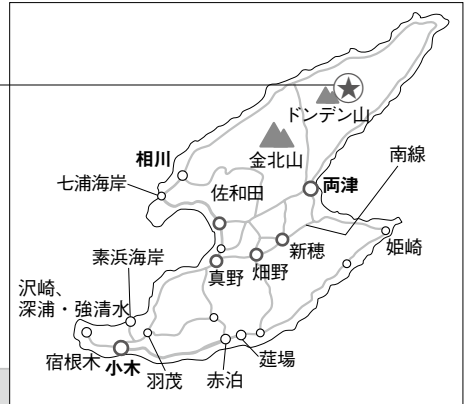 ドンデン山
金北山
相川
南線
七浦海岸
佐和田
両津
素浜海岸
新穂
姫崎
真野
畑野
沢崎、
深浦・強清水
宿根木
小木
羽茂
赤泊
莚場